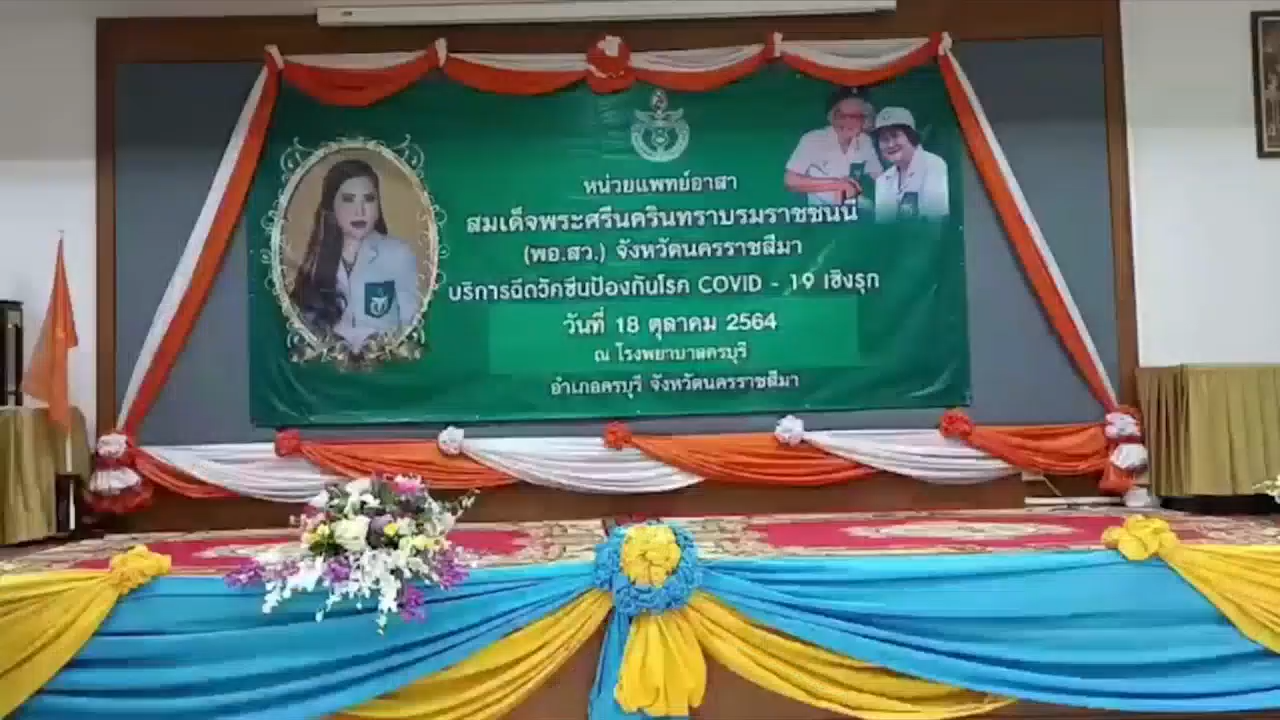 หน่วยแพทย์อาสา
สมเด็จพระศรีนครินทราบรมราชชนนี
(พอ.สว.) จังหวัดนครราชสีมา
บริการฉีดวัคซีนป้องกันโรค COVID - 19 เชิงรุก
วันที่ 18 ตุลาคม 2564
ณ โรงพยาบาลครบุรี
อำเภอครบุรี จังหวัดนครราชสีมา